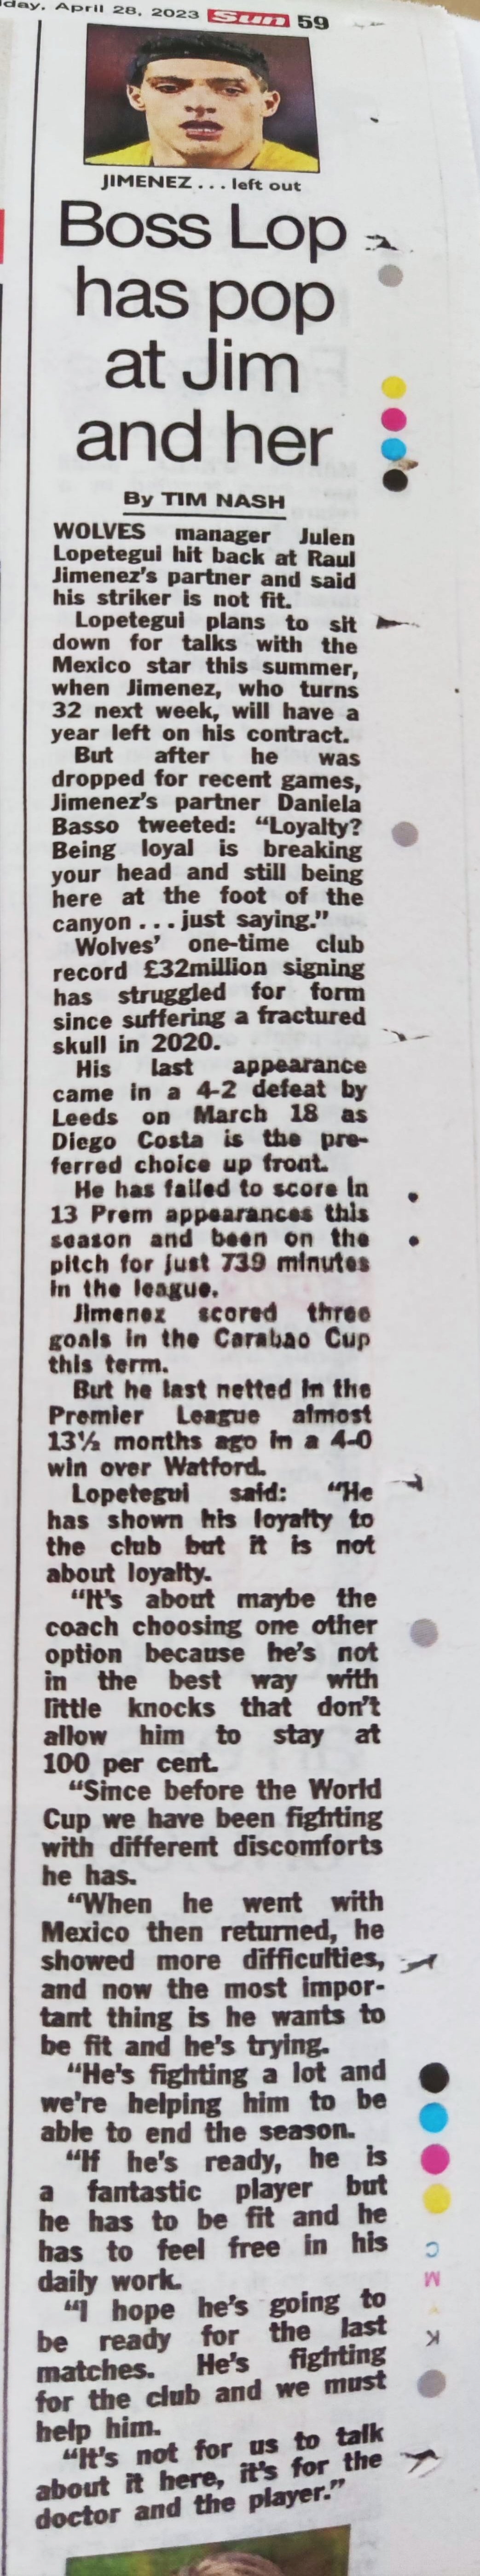 day, April 28, 2023 Sun 59
JIMENEZ . . . left out
Boss Lop
has pop
at Jim
and her
By TIM NASH
WOLVES manager Julen
Lopetegui hit back at Raul
Jimenez's partner and said
his striker is not fit.
Lopetegui plans to sit
down for talks with the
Mexico star this summer,
when Jimenez, who turns
32 next week, will have a
year left on his contract.
But after he was
dropped for recent games,
Jimenez's partner Daniela
Basso tweeted: “Loyalty?
Being loyal is breaking
your head and still being
here at the foot of the
canyon . . . just saying.”
Wolves' one-time club
record £32million signing
has struggled for form
since suffering a fractured
skull in 2020.
His last appearance
came in a 4-2 defeat by
Leeds on March 18 as
Diego Costa is the pre-
ferred choice up front.
He has failed to score in
13 Prem appearances this
season and been on the
pitch for just 739 minutes
in the league.
Jimenez scored three
goals in the Carabao Cup
this term.
But he last netted in the
Premier League almost
13½ months ago in a 4-0
win over Watford.
Lopetegui said: “He
has shown his loyalty to
the club but it is not
about loyalty.
“It's about maybe the
coach choosing one other
option because he's not
in the best way with
little knocks that don't
allow him to stay at
100 per cent.
“Since before the World
Cup we have been fighting
with different discomforts
he has.
“When he went with
Mexico then returned, he
showed more difficulties,
and now the most impor-
tant thing is he wants to
be fit and he's trying.
“He's fighting a lot and
we're helping him to be
able to end the season.
“If he's ready, he is
a fantastic player but
he has to be fit and he
has to feel free in his
daily work.
“I hope he's going to
be ready for the last
matches. He's fighting
for the club and we must
help him.
“It's not for us to talk
about it here, it's for the
doctor and the player.”
C
M
Y
K